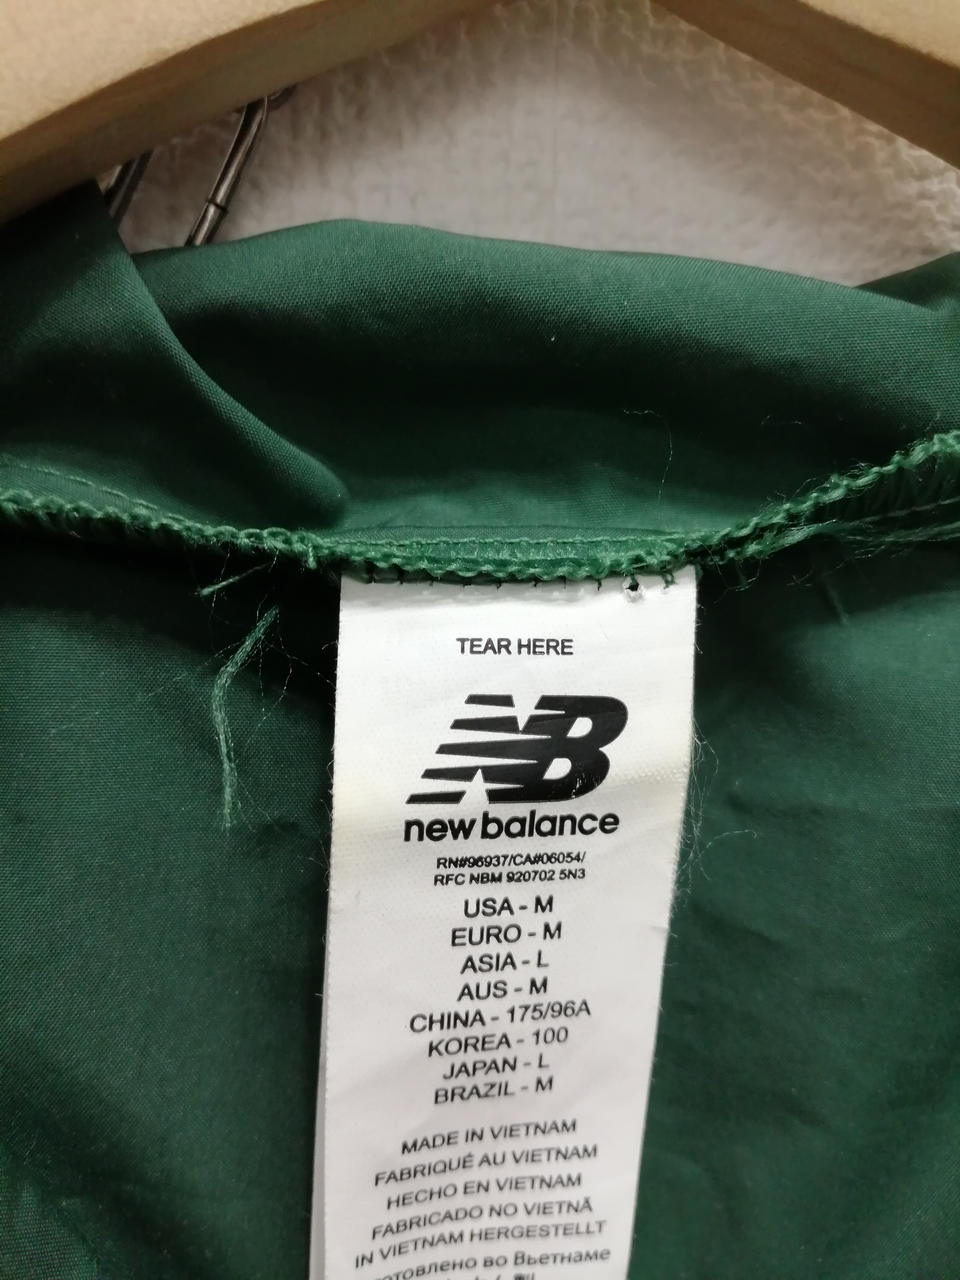 TEAR HERE
NB
new balance
RN#96937/CA#06054/
RFC NBM 920702 5N3
USA - M
EURO - M
ASIA - L
AUS - M
CHINA - 175/96A
KOREA - 100
JAPAN - L
BRAZIL - M
MADE IN VIETNAM
FABRIQUÉ AU VIETNAM
HECHO EN VIETNAM
FABRICADO NO VIETNÃ
IN VIETNAM HERGESTELLT
во Вьетнаме